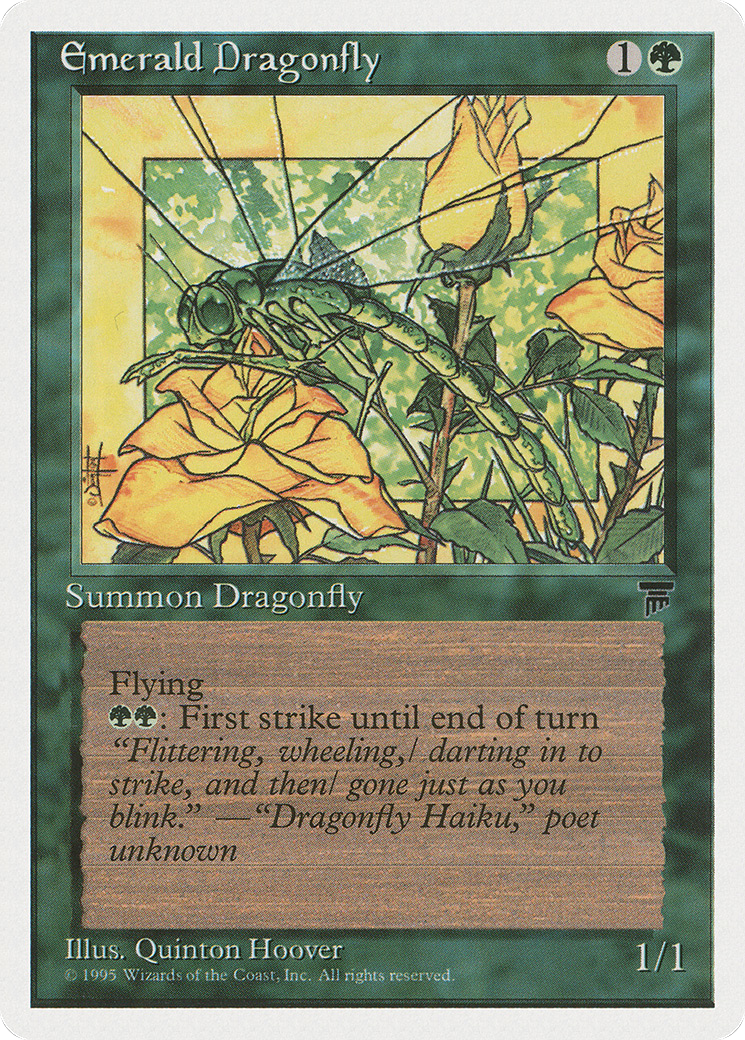 Emerald Dragonfly
1
Summon Dragonfly
Flying
: First strike until end of turn
“Flittering, wheeling,/ darting in to
strike, and then/ gone just as you
blink.” —“Dragonfly Haiku,” poet
unknown
Illus. Quinton Hoover
1/1
© 1995 Wizards of the Coast, Inc. All rights reserved.